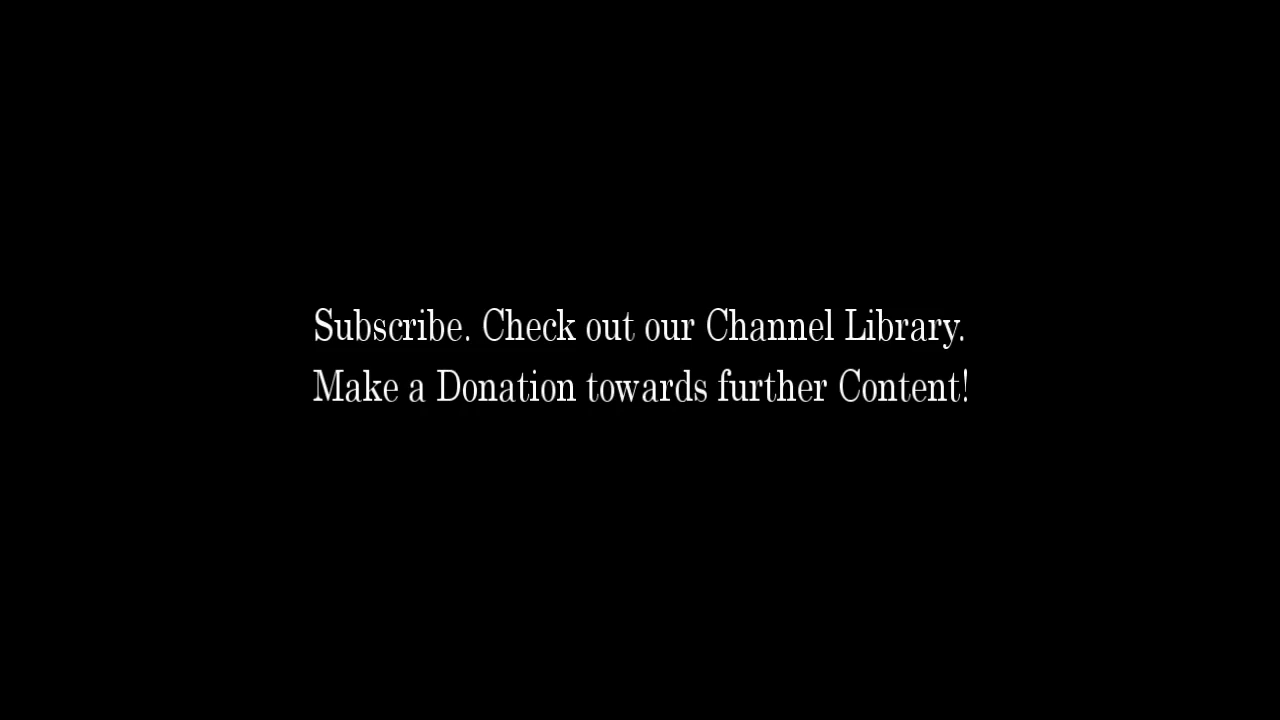 Subscribe. Check out our Channel Library.
Make a Donation towards further Content!